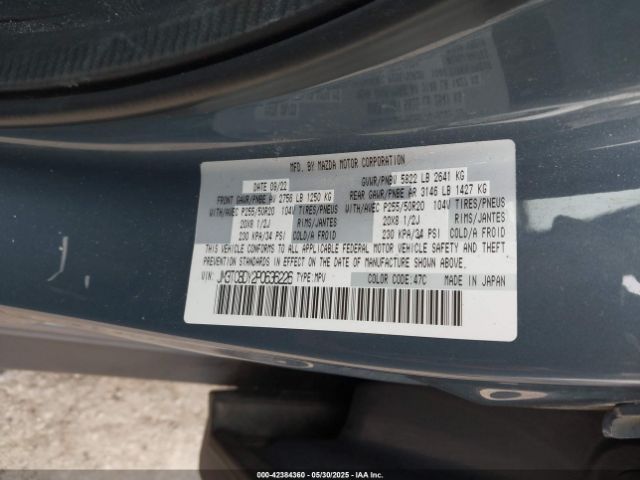 MFD. BY MAZDA MOTOR CORPORATION
DATE 09/22 GVWR/PNBV 5822 LB 2641 KG
FRONT GAWR/PNBE AV 2756 LB 1250 KG REAR GAWR/PNBE AR 3146 LB 1427 KG
WITH/AVEC P255/50R20 104V TIRES/PNEUS WITH/AVEC P255/50R20 104V TIRES/PNEUS
20X8 1/2J RIMS/JANTES 20X8 1/2J RIMS/JANTES
230 KPA/34 PSI COLD/A FROID 230 KPA/34 PSI COLD/A FROID
THIS VEHICLE CONFORMS TO ALL APPLICABLE FEDERAL MOTOR VEHICLE SAFETY AND THEFT
PREVENTION STANDARDS IN EFFECT ON THE DATE OF MANUFACTURE SHOWN ABOVE.
VIN: JM3TCBDY2P0636226 TYPE:MPV COLOR CODE:47C MADE IN JAPAN
000-42384360 - 05/30/2025 - IAA Inc.